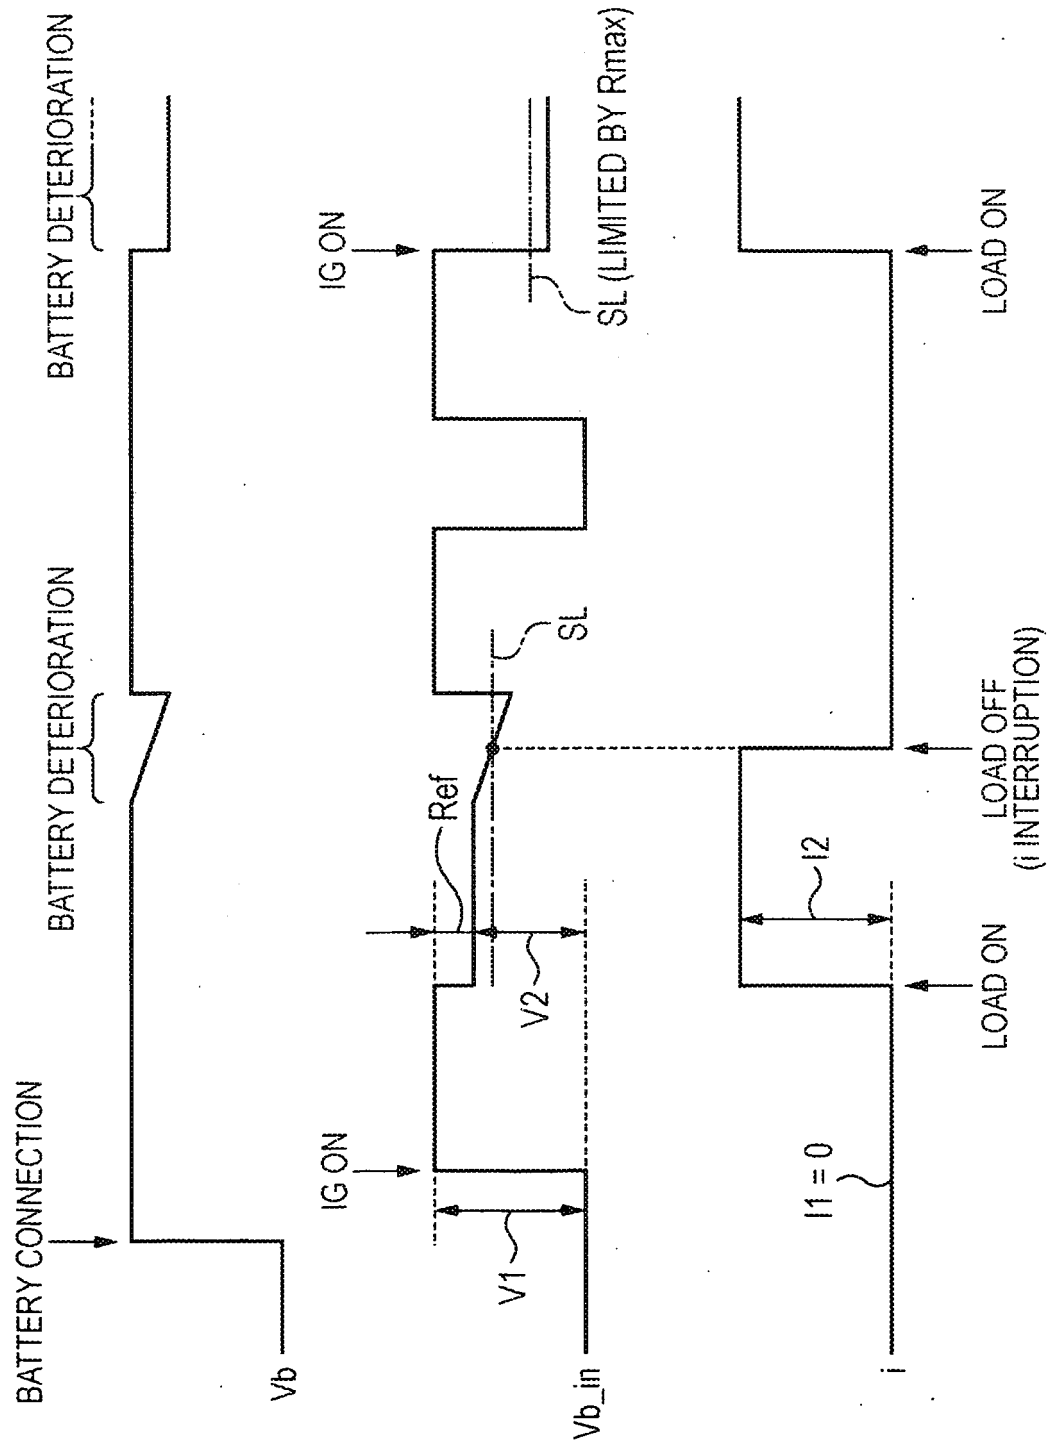 BATTERY CONNECTION
BATTERY DETERIORATION
BATTERY DETERIORATION
Vb
IG ON
Ref
IG ON
V1
V2
SL
SL (LIMITED BY Rmax)
Vb_in
I1 = 0
I2
i
LOAD ON
LOAD OFF
(i INTERRUPTION)
LOAD ON